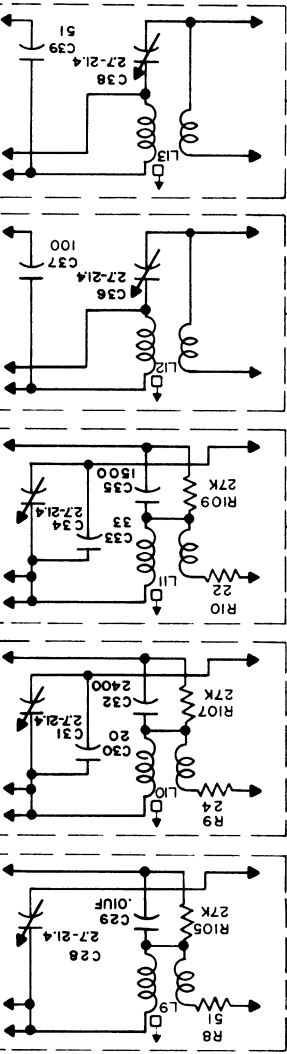 R8
51
L9
R105
27K
C29
.01UF
C28
2.7-21.4
R9
24
L10
R107
27K
C30
20
C32
2400
C31
2.7-21.4
R10
22
L11
R109
27K
C33
33
C35
1500
C34
2.7-21.4
L12
C36
2.7-21.4
C37
100
L13
C38
2.7-21.4
C39
51